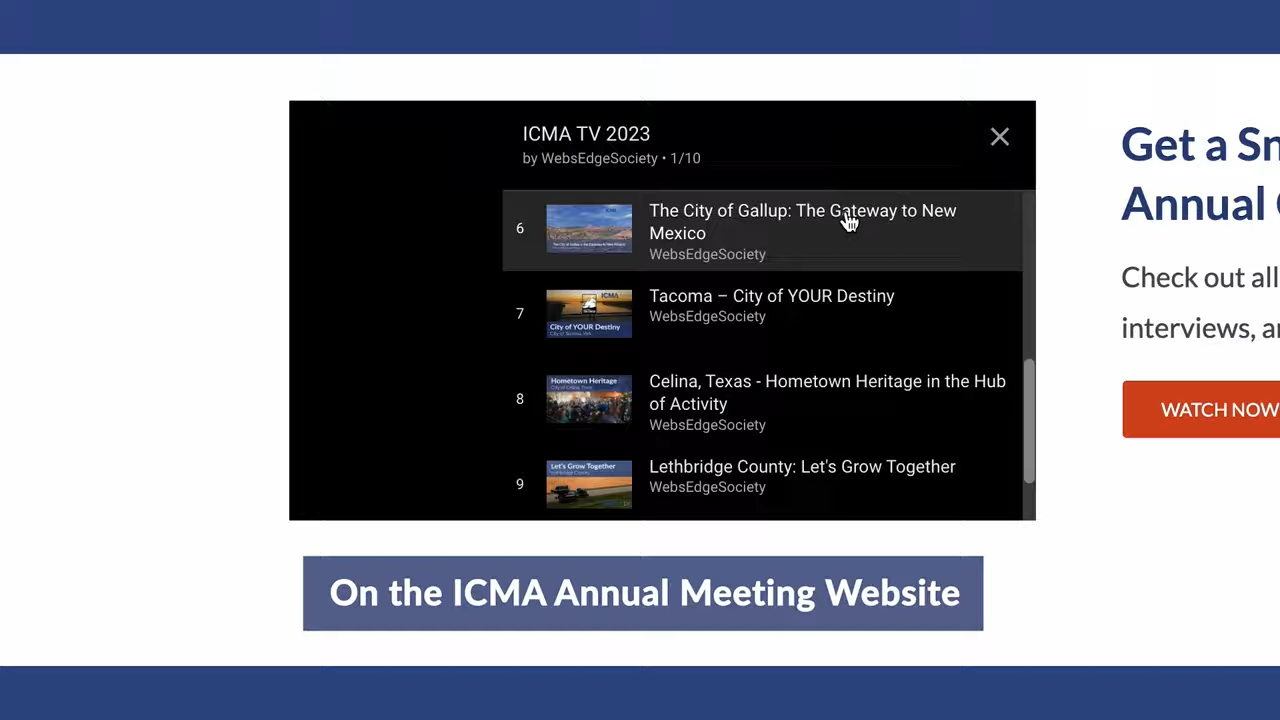 ICMA TV 2023
by WebsEdgeSociety • 1/10
6
The City of Gallup: The Gateway to New
Mexico
WebsEdgeSociety
7
ICMA
City of YOUR Destiny
Tacoma – City of YOUR Destiny
WebsEdgeSociety
8
Hometown Heritage
Celina, Texas - Hometown Heritage in the Hub
of Activity
WebsEdgeSociety
9
Let's Grow Together
Lethbridge County: Let's Grow Together
WebsEdgeSociety
Get a Sn
Annual
Check out all
interviews, a
WATCH NOW
On the ICMA Annual Meeting Website